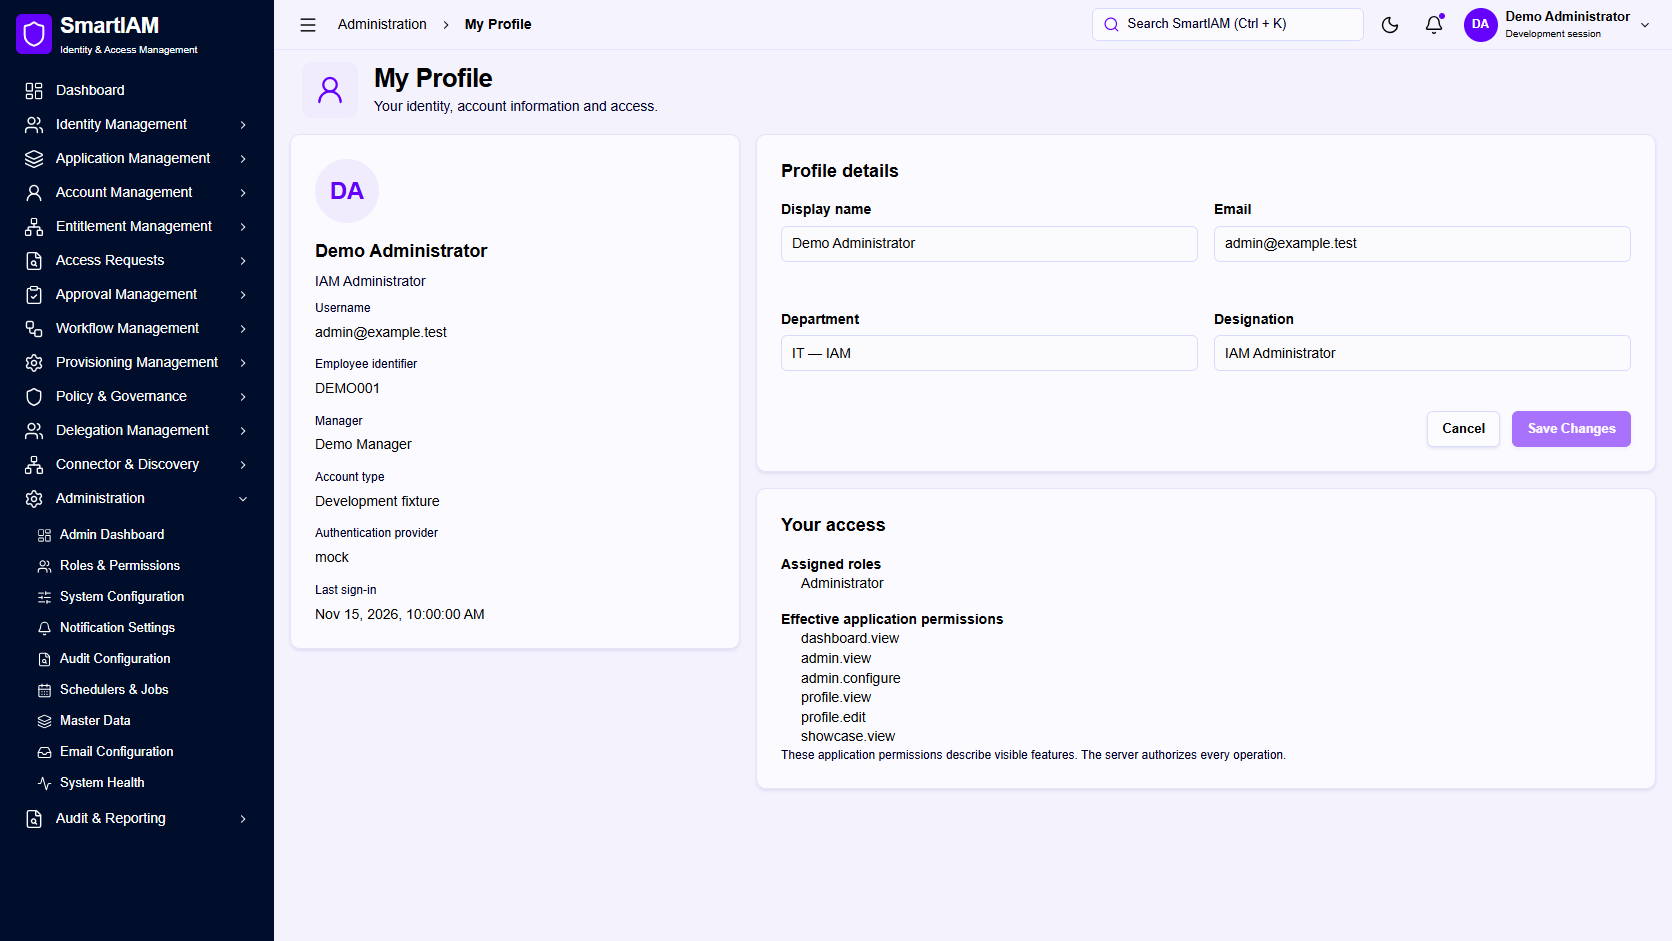 SmartIAM
Identity & Access Management
Dashboard
Identity Management
Application Management
Account Management
Entitlement Management
Access Requests
Approval Management
Workflow Management
Provisioning Management
Policy & Governance
Delegation Management
Connector & Discovery
Administration
Admin Dashboard
Roles & Permissions
System Configuration
Notification Settings
Audit Configuration
Schedulers & Jobs
Master Data
Email Configuration
System Health
Audit & Reporting
Administration > My Profile
Search SmartIAM (Ctrl + K)
DA
Demo Administrator
Development session
My Profile
Your identity, account information and access.
DA
Demo Administrator
IAM Administrator
Username
admin@example.test
Employee identifier
DEMO001
Manager
Demo Manager
Account type
Development fixture
Authentication provider
mock
Last sign-in
Nov 15, 2026, 10:00:00 AM
Profile details
Display name
Demo Administrator
Email
admin@example.test
Department
IT — IAM
Designation
IAM Administrator
Cancel
Save Changes
Your access
Assigned roles
Administrator
Effective application permissions
dashboard.view
admin.view
admin.configure
profile.view
profile.edit
showcase.view
These application permissions describe visible features. The server authorizes every operation.